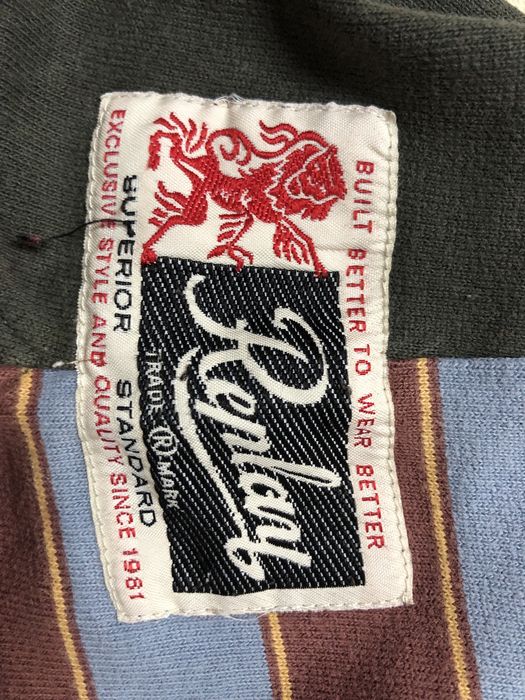 BUILT BETTER TO WEAR BETTER
Replay
TRADE ® MARK
SUPERIOR STANDARD
EXCLUSIVE STYLE AND QUALITY SINCE 1981